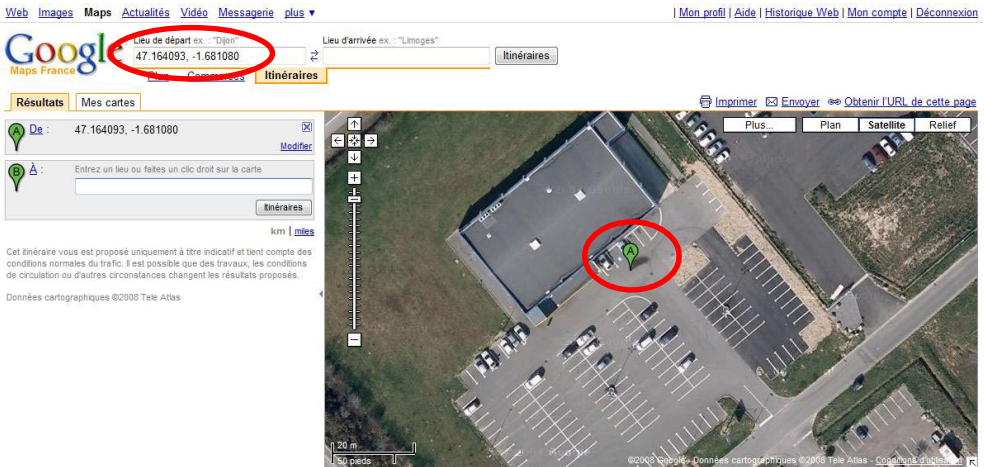 Web Images Maps Actualités Vidéo Messagerie plus ▼
| Mon profil | Aide | Historique Web | Mon compte | Déconnexion
Google
Maps France
Lieu de départ ex. : "Dijon"
Lieu d'arrivée ex. : "Limoges"
47.164093, -1.681080
Itinéraires
Plan Commerces Itinéraires
Résultats Mes cartes
Imprimer Envoyer Obtenir l'URL de cette page
A De : 47.164093, -1.681080
Modifier
B À : Entrez un lieu ou faites un clic droit sur la carte
Itinéraires
km | miles
Cet itinéraire vous est proposé uniquement à titre indicatif et tient compte des
conditions normales du trafic. Il est possible que des travaux, les conditions
de circulation ou d'autres circonstances changent les résultats proposés.
Données cartographiques ©2008 Tele Atlas
Plus... Plan Satellite Relief
A
20 m
50 pieds
©2008 Google - Données cartographiques ©2008 Tele Atlas - Conditions d'utilisation